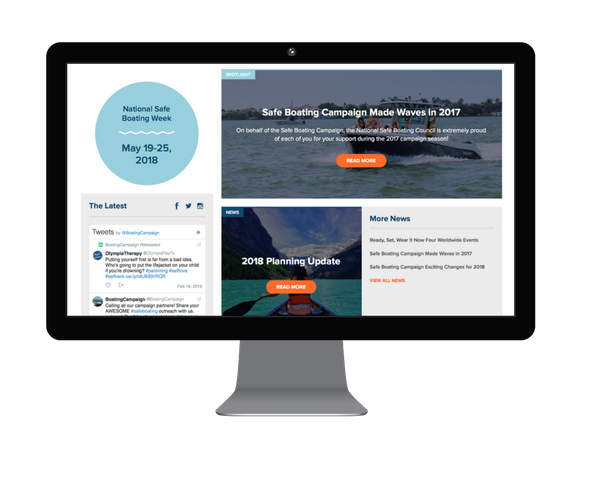 National Safe
Boating Week
May 19-25,
2018
SPOTLIGHT
Safe Boating Campaign Made Waves in 2017
On behalf of the Safe Boating Campaign, the National Safe Boating Council is extremely proud
of each of you for your support during the 2017 campaign season!
READ MORE
The Latest
Tweets by @BoatingCampaign
BoatingCampaign Retweeted
OlympiaTherapy @OlympiaPlayTx
Putting yourself first is far from a bad idea.
Who's going to put the lifejacket on your child
if you're drowning? #parenting #selflove
Feb 19, 2018
BoatingCampaign @BoatingCampaign
Calling all our campaign partners! Share your
AWESOME #safeboating outreach with us.
NEWS
2018 Planning Update
READ MORE
More News
Ready, Set, Wear It Now Four Worldwide Events
Safe Boating Campaign Made Waves in 2017
Safe Boating Campaign Exciting Changes for 2018
VIEW ALL NEWS